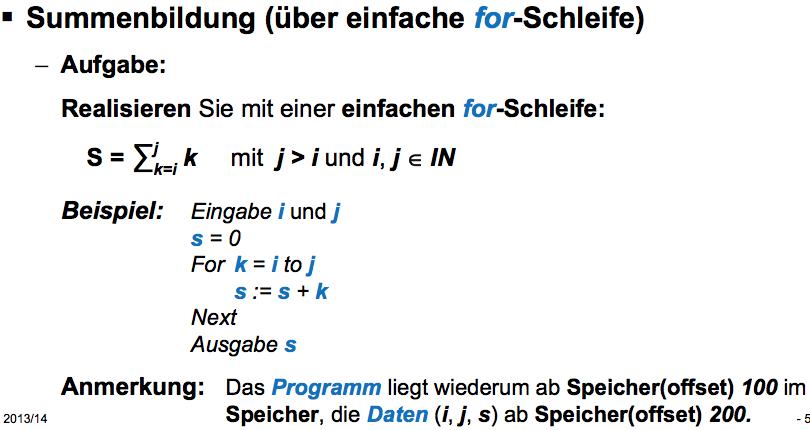 ▪ Summenbildung (über einfache for-Schleife)
– Aufgabe:
Realisieren Sie mit einer einfachen for-Schleife:
S = ∑ʲₖ₌ᵢ k mit j > i und i, j ∈ IN
Beispiel: Eingabe i und j
s = 0
For k = i to j
s := s + k
Next
Ausgabe s
Anmerkung: Das Programm liegt wiederum ab Speicher(offset) 100 im
Speicher, die Daten (i, j, s) ab Speicher(offset) 200.
2013/14
- 5